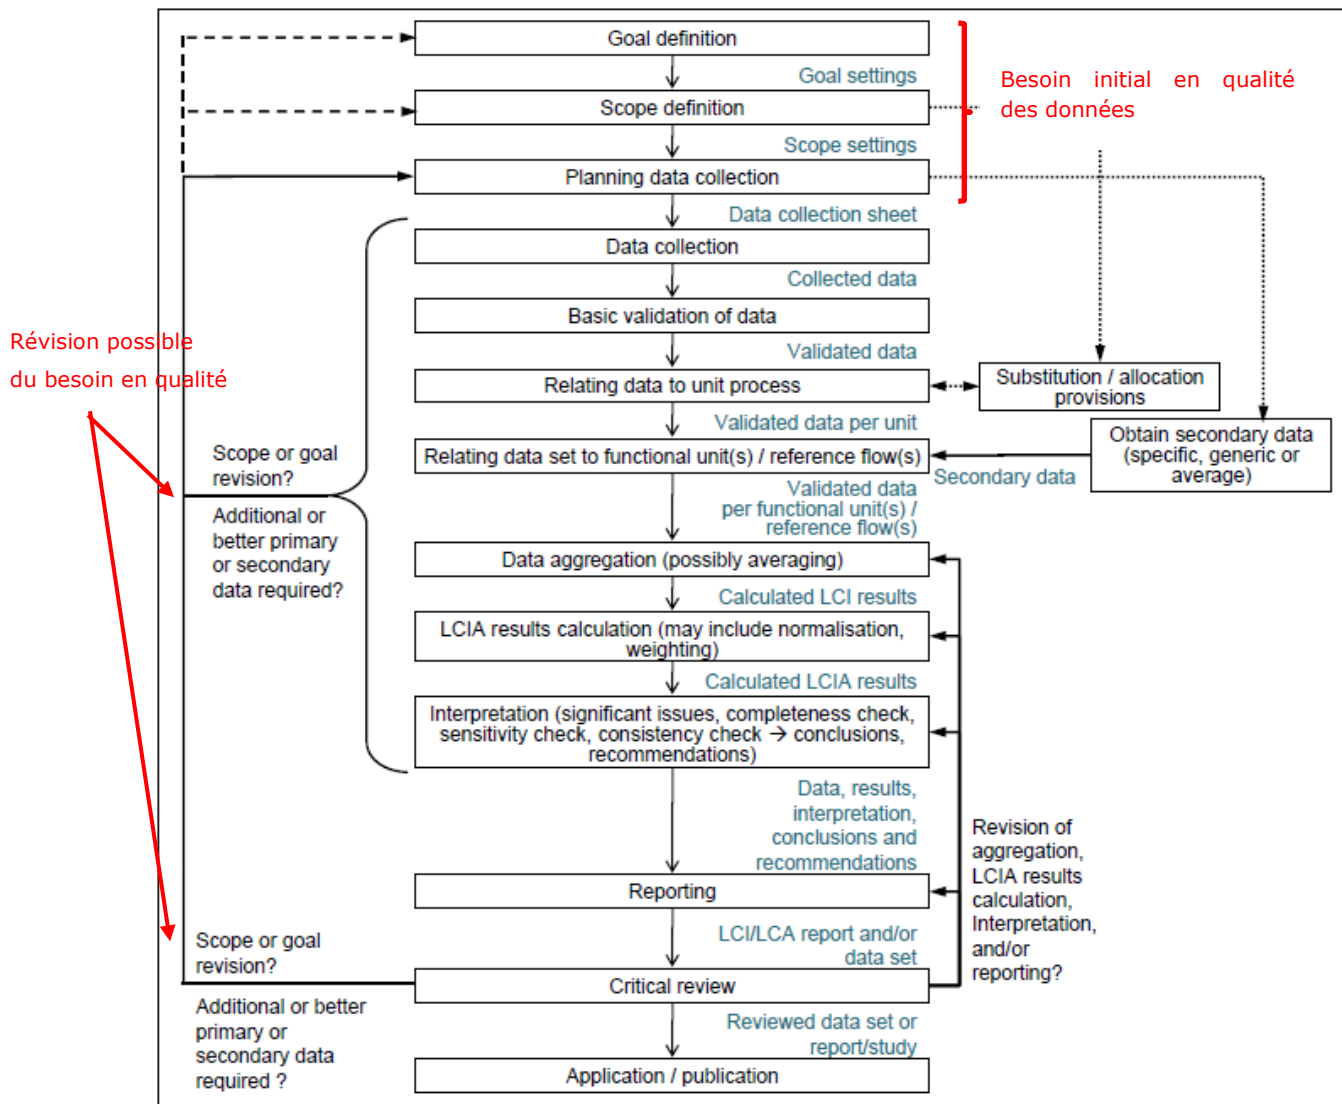 Goal definition
Goal settings
Besoin initial en qualité
des données
Scope definition
Scope settings
Planning data collection
Data collection sheet
Data collection
Collected data
Basic validation of data
Révision possible
du besoin en qualité
Validated data
Relating data to unit process
Substitution / allocation
provisions
Validated data per unit
Scope or goal
revision?
Relating data set to functional unit(s) / reference flow(s)
Obtain secondary data
(specific, generic or
average)
Secondary data
Additional or
better primary
or secondary
data required?
Validated data
per functional unit(s) /
reference flow(s)
Data aggregation (possibly averaging)
Calculated LCI results
LCIA results calculation (may include normalisation,
weighting)
Calculated LCIA results
Interpretation (significant issues, completeness check,
sensitivity check, consistency check → conclusions,
recommendations)
Data, results,
interpretation,
conclusions and
recommendations
Revision of
aggregation,
LCIA results
calculation,
Interpretation,
and/or
reporting?
Reporting
LCI/LCA report and/or
data set
Scope or goal
revision?
Critical review
Additional or better
primary or
secondary data
required ?
Reviewed data set or
report/study
Application / publication